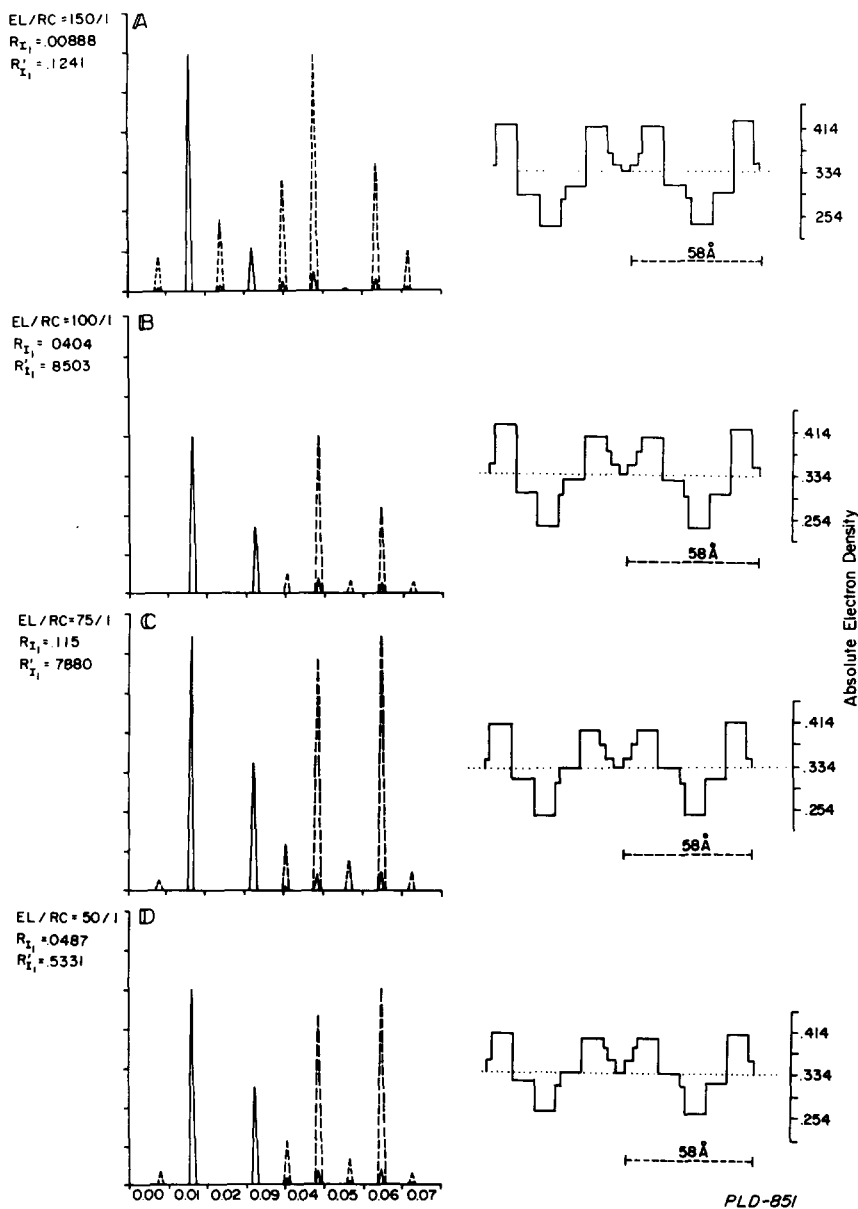 EL/RC=150/1
R_I₁=.00888
R'_I₁=.1241
A
414
334
254
58Å
EL/RC=100/1
R_I₁= 0404
R'_I₁= 8503
B
.414
.334
.254
58Å
EL/RC=75/1
R_I₁=.115
R'_I₁= 7880
C
.414
.334
.254
58Å
EL/RC=50/1
R_I₁=.0487
R'_I₁=.5331
D
.414
.334
.254
58Å
Absolute Electron Density
0.00 0.01 0.02 0.09 0.04 0.05 0.06 0.07
PLD-851